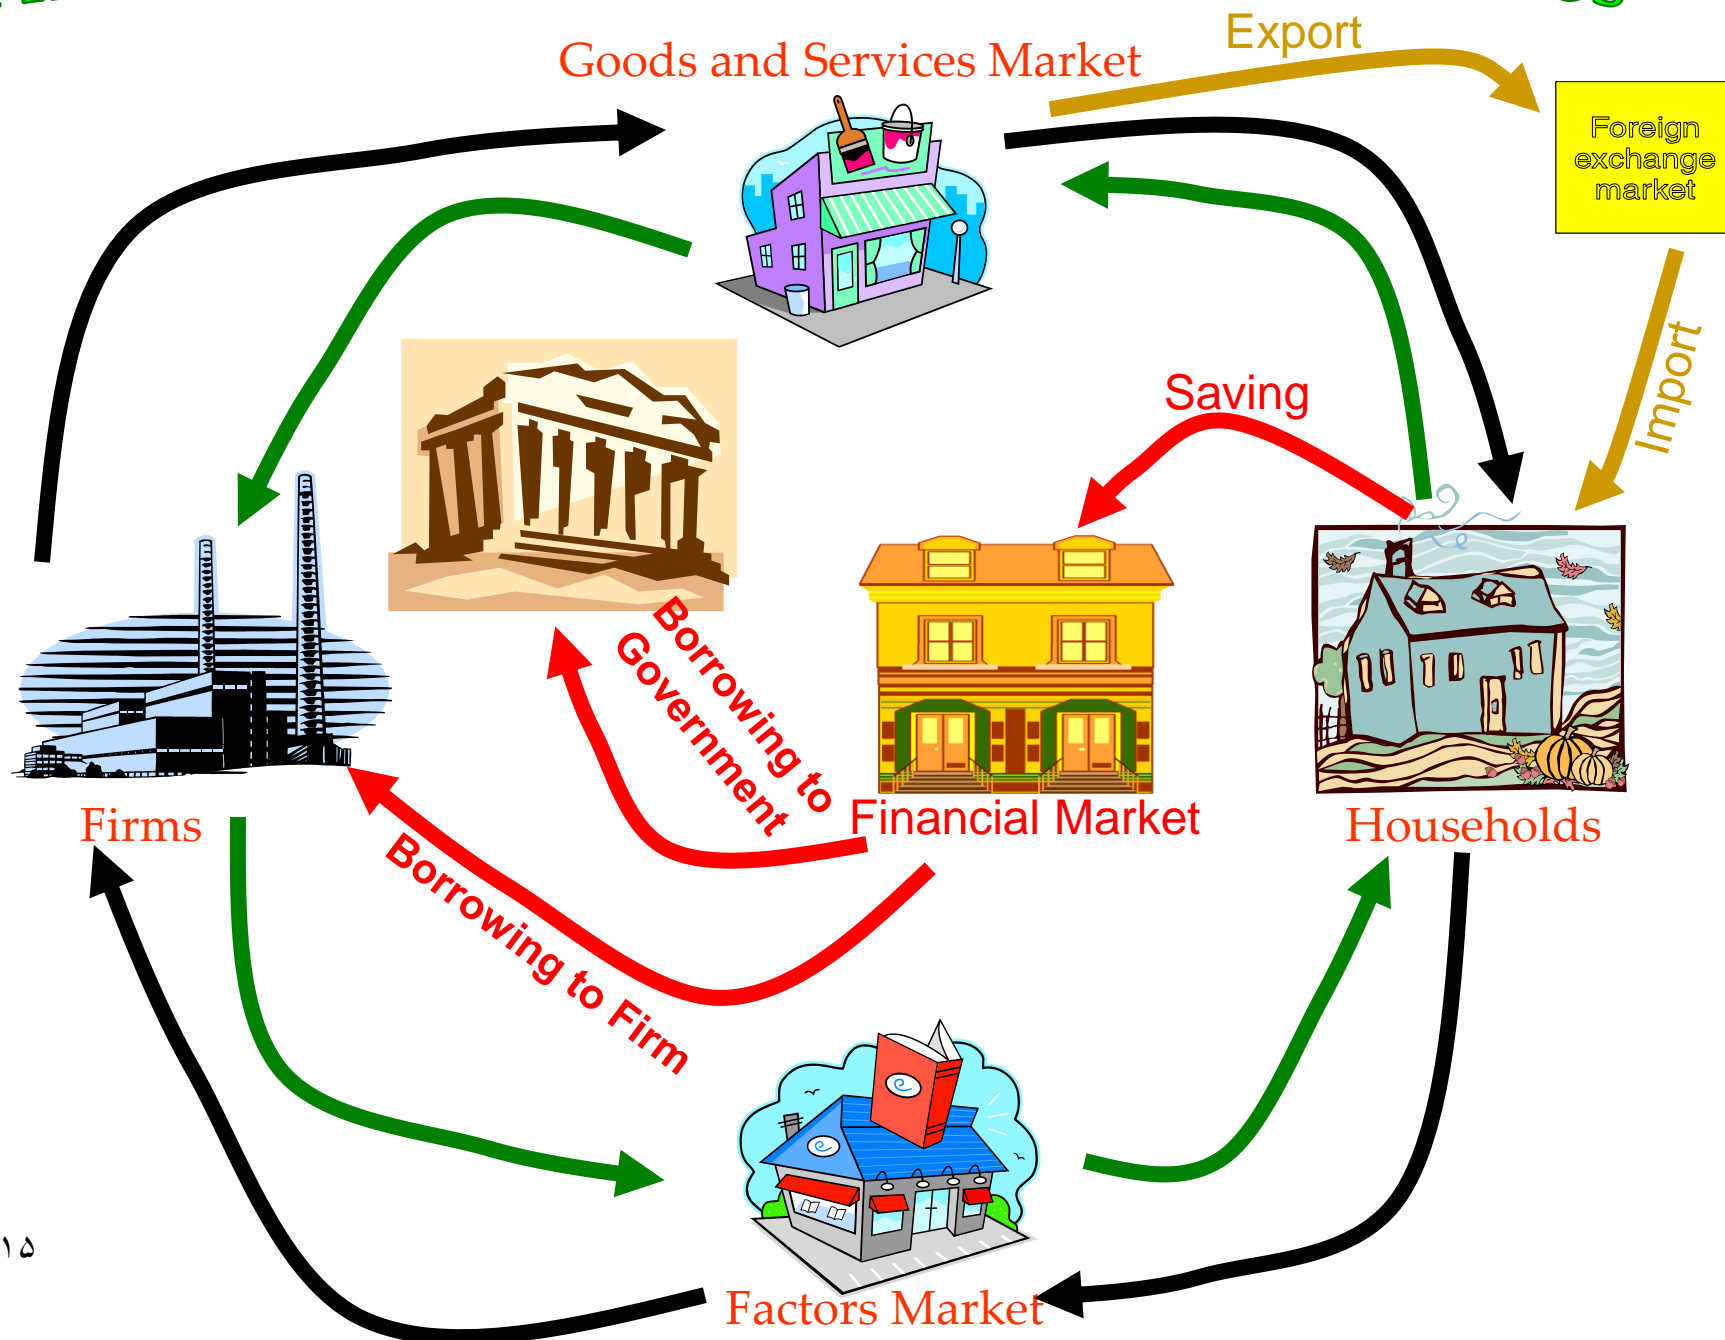 Goods and Services Market
Export
Foreign
exchange
market
Import
Saving
Borrowing to
Government
Financial Market
Firms
Households
Borrowing to Firm
Factors Market
۱۵